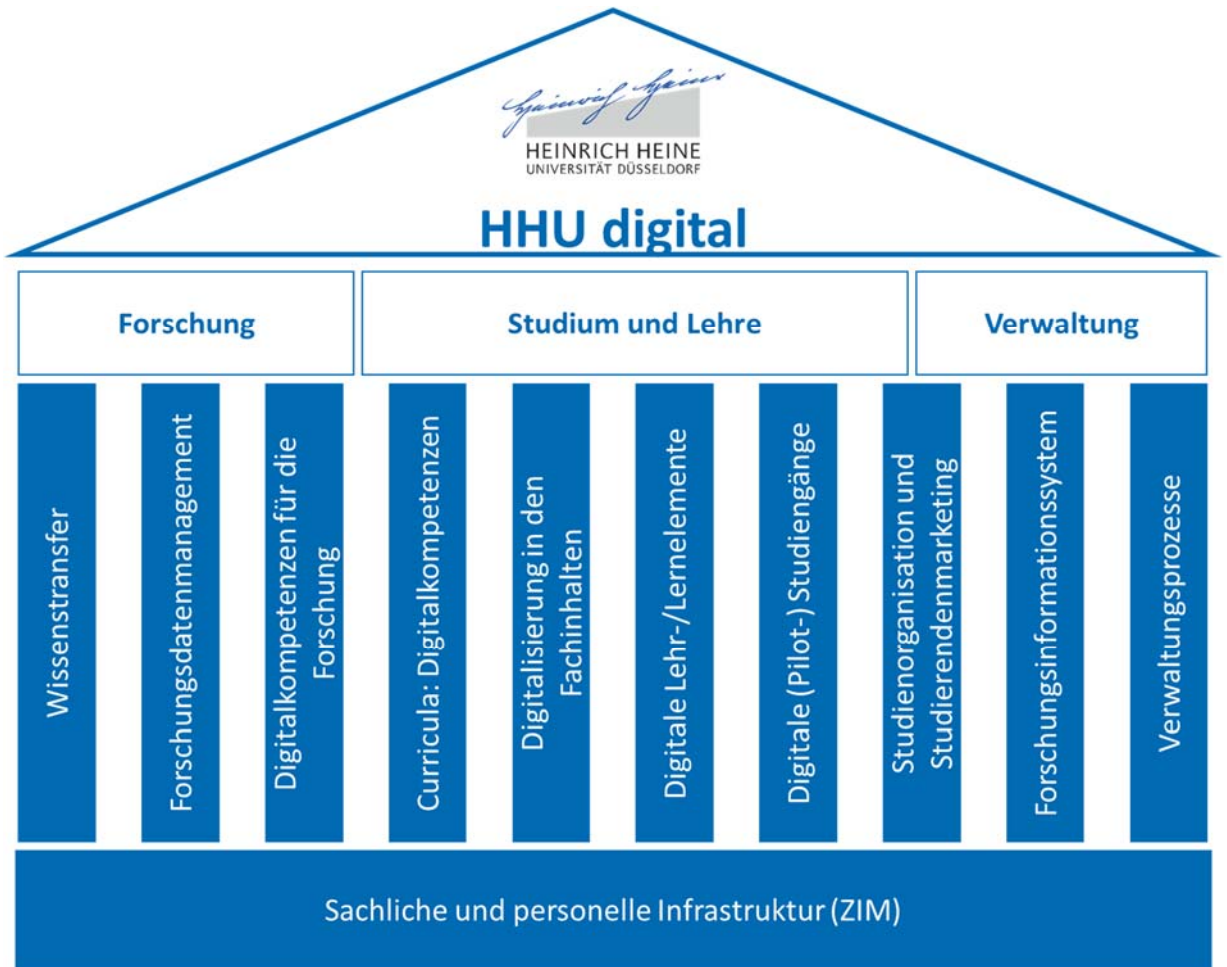 Heinrich Heine
HEINRICH HEINE
UNIVERSITÄT DÜSSELDORF
HHU digital
Forschung
Studium und Lehre
Verwaltung
Wissenstransfer
Forschungsdatenmanagement
Digitalkompetenzen für die
Forschung
Curricula: Digitalkompetenzen
Digitalisierung in den
Fachinhalten
Digitale Lehr-/Lernelemente
Digitale (Pilot-) Studiengänge
Studienorganisation und
Studierendenmarketing
Forschungsinformationssystem
Verwaltungsprozesse
Sachliche und personelle Infrastruktur (ZIM)